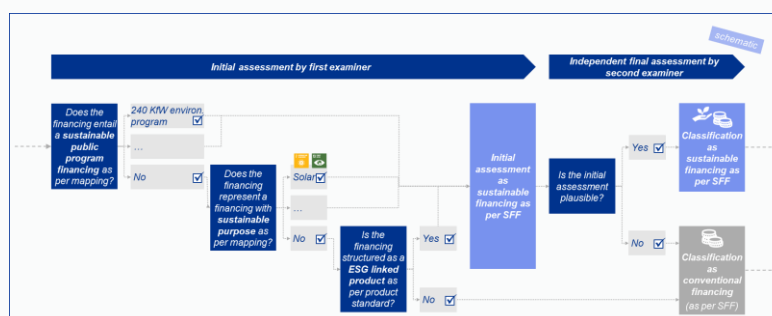 schematic
Initial assessment by first examiner
Independent final assessment by
second examiner
Does the
financing entail
a sustainable
public
program
financing as
per mapping?
240 KfW environ.
program
...
No
Does the
financing
represent a
financing with
sustainable
purpose as
per mapping?
Solar
...
No
Is the
financing
structured as a
ESG linked
product as
per product
standard?
Yes
No
Initial
assessment
as
sustainable
financing as
per SFF
Is the initial
assessment
plausible?
Yes
No
Classification
as
sustainable
financing as
per SFF
Classification
as
conventional
financing
(as per SFF)